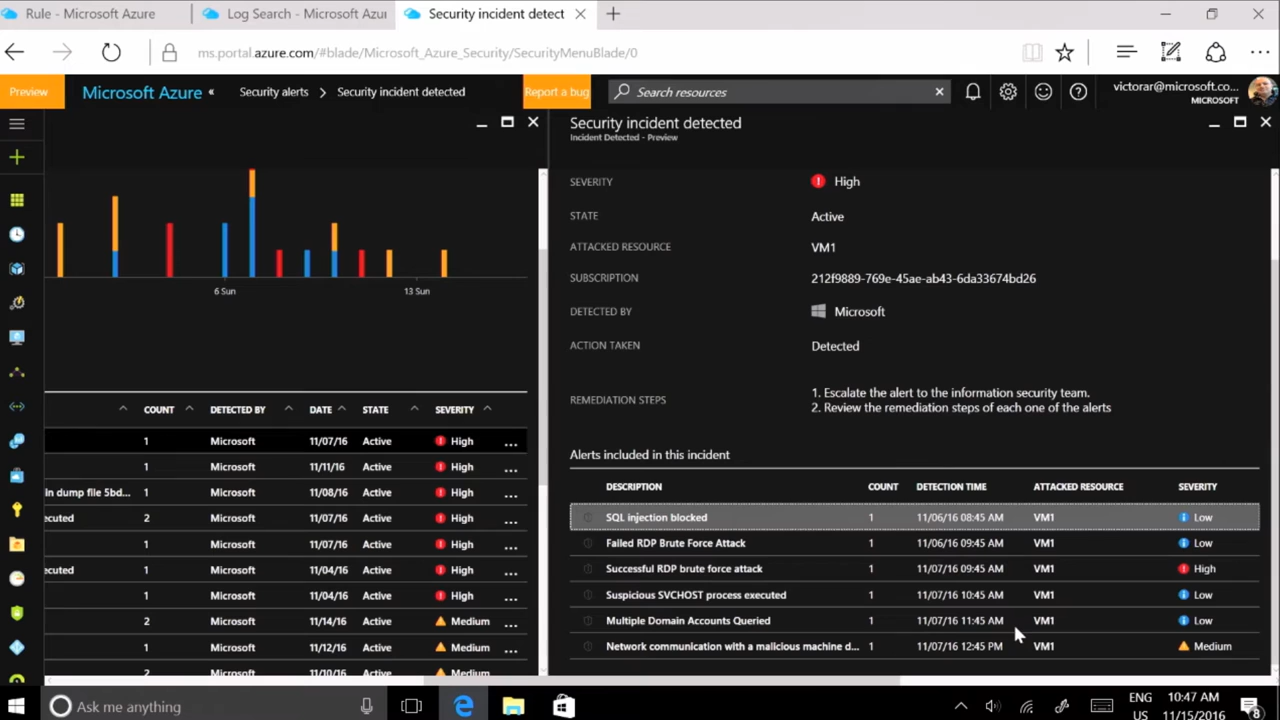 Rule - Microsoft Azure
Log Search - Microsoft Azur
Security incident detect
ms.portal.azure.com/#blade/Microsoft_Azure_Security/SecurityMenuBlade/0
Preview
Microsoft Azure «
Security alerts > Security incident detected
Report a bug
Search resources
victorar@microsoft.co...
MICROSOFT
6 Sun
13 Sun
COUNT DETECTED BY DATE STATE SEVERITY
1 Microsoft 11/07/16 Active High ...
1 Microsoft 11/11/16 Active High ...
in dump file 5bd... 1 Microsoft 11/08/16 Active High ...
ecuted 2 Microsoft 11/07/16 Active High ...
1 Microsoft 11/07/16 Active High ...
ecuted 1 Microsoft 11/04/16 Active High ...
1 Microsoft 11/04/16 Active High ...
2 Microsoft 11/14/16 Active Medium ...
1 Microsoft 11/12/16 Active Medium ...
2 Microsoft 11/10/16 Active Medium ...
Security incident detected
Incident Detected - Preview
SEVERITY High
STATE Active
ATTACKED RESOURCE VM1
SUBSCRIPTION 212f9889-769e-45ae-ab43-6da33674bd26
DETECTED BY Microsoft
ACTION TAKEN Detected
REMEDIATION STEPS
1. Escalate the alert to the information security team.
2. Review the remediation steps of each one of the alerts
Alerts included in this incident
DESCRIPTION COUNT DETECTION TIME ATTACKED RESOURCE SEVERITY
SQL injection blocked 1 11/06/16 08:45 AM VM1 Low
Failed RDP Brute Force Attack 1 11/06/16 09:45 AM VM1 Low
Successful RDP brute force attack 1 11/07/16 09:45 AM VM1 High
Suspicious SVCHOST process executed 1 11/07/16 10:45 AM VM1 Low
Multiple Domain Accounts Queried 1 11/07/16 11:45 AM VM1 Low
Network communication with a malicious machine d... 1 11/07/16 12:45 PM VM1 Medium
Ask me anything
ENG
US
10:47 AM
11/15/2016
8